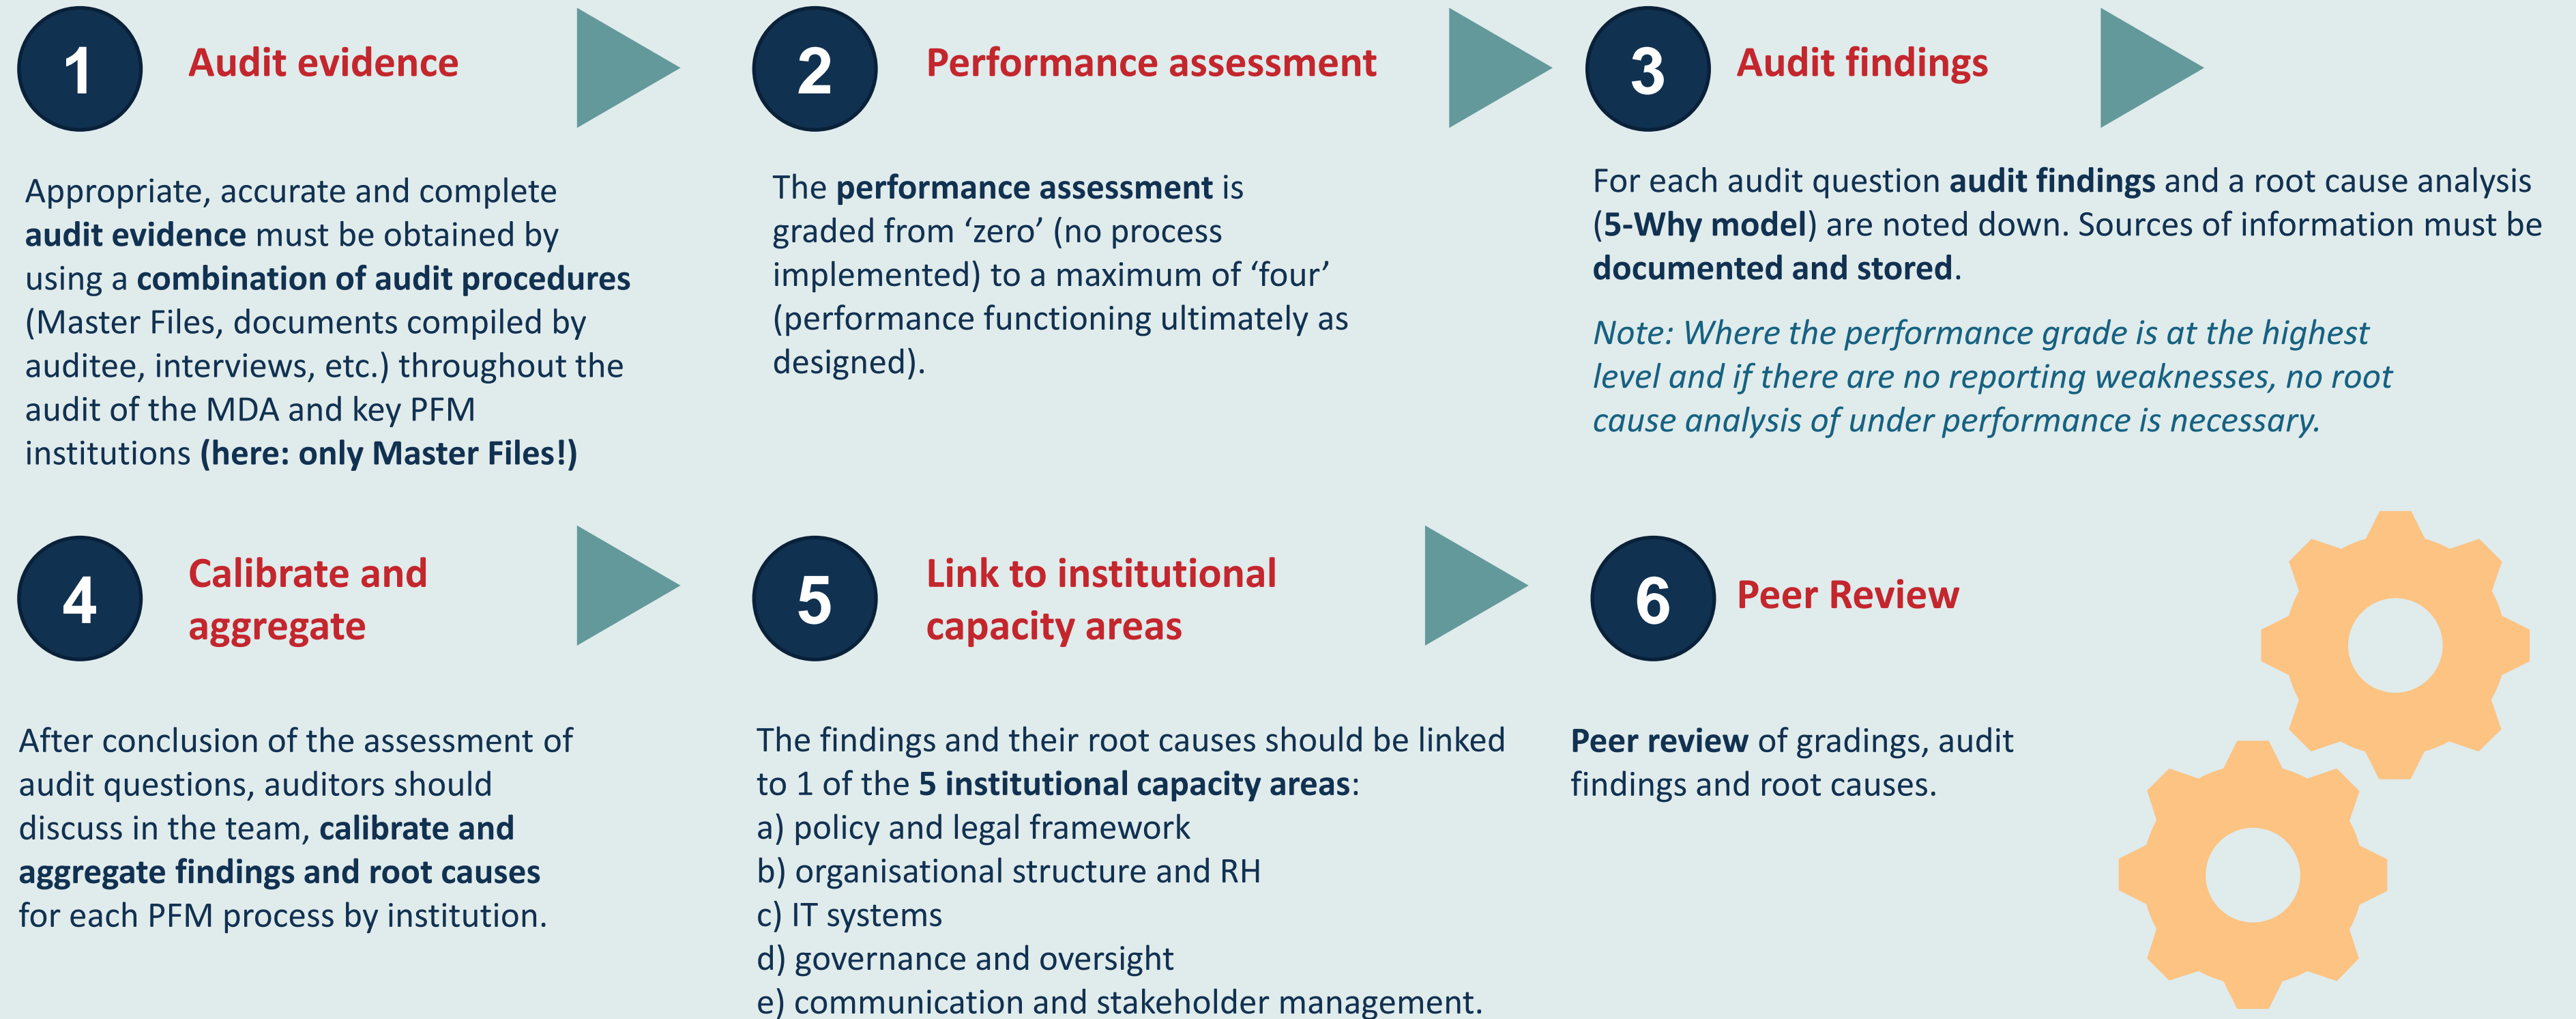 1
Audit evidence
Appropriate, accurate and complete
audit evidence must be obtained by
using a combination of audit procedures
(Master Files, documents compiled by
auditee, interviews, etc.) throughout the
audit of the MDA and key PFM
institutions (here: only Master Files!)
2
Performance assessment
The performance assessment is
graded from ‘zero’ (no process
implemented) to a maximum of ‘four’
(performance functioning ultimately as
designed).
3
Audit findings
For each audit question audit findings and a root cause analysis
(5-Why model) are noted down. Sources of information must be
documented and stored.
Note: Where the performance grade is at the highest
level and if there are no reporting weaknesses, no root
cause analysis of under performance is necessary.
4
Calibrate and
aggregate
After conclusion of the assessment of
audit questions, auditors should
discuss in the team, calibrate and
aggregate findings and root causes
for each PFM process by institution.
5
Link to institutional
capacity areas
The findings and their root causes should be linked
to 1 of the 5 institutional capacity areas:
a) policy and legal framework
b) organisational structure and RH
c) IT systems
d) governance and oversight
e) communication and stakeholder management.
6
Peer Review
Peer review of gradings, audit
findings and root causes.